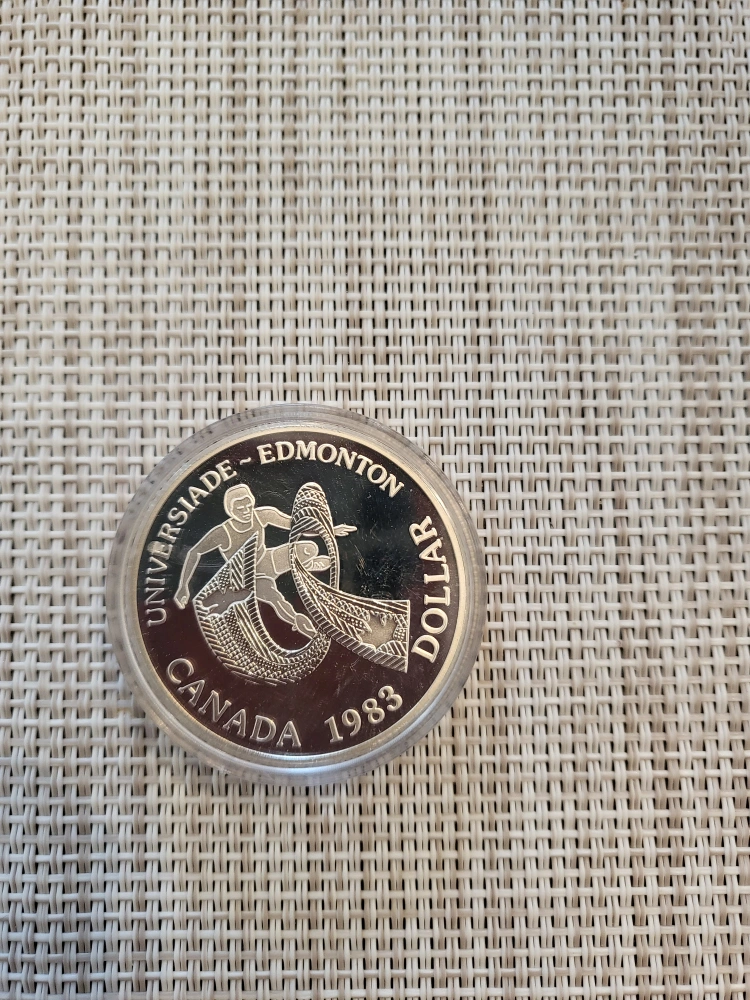 UNIVERSIADE ~ EDMONTON
DOLLAR
CANADA 1983